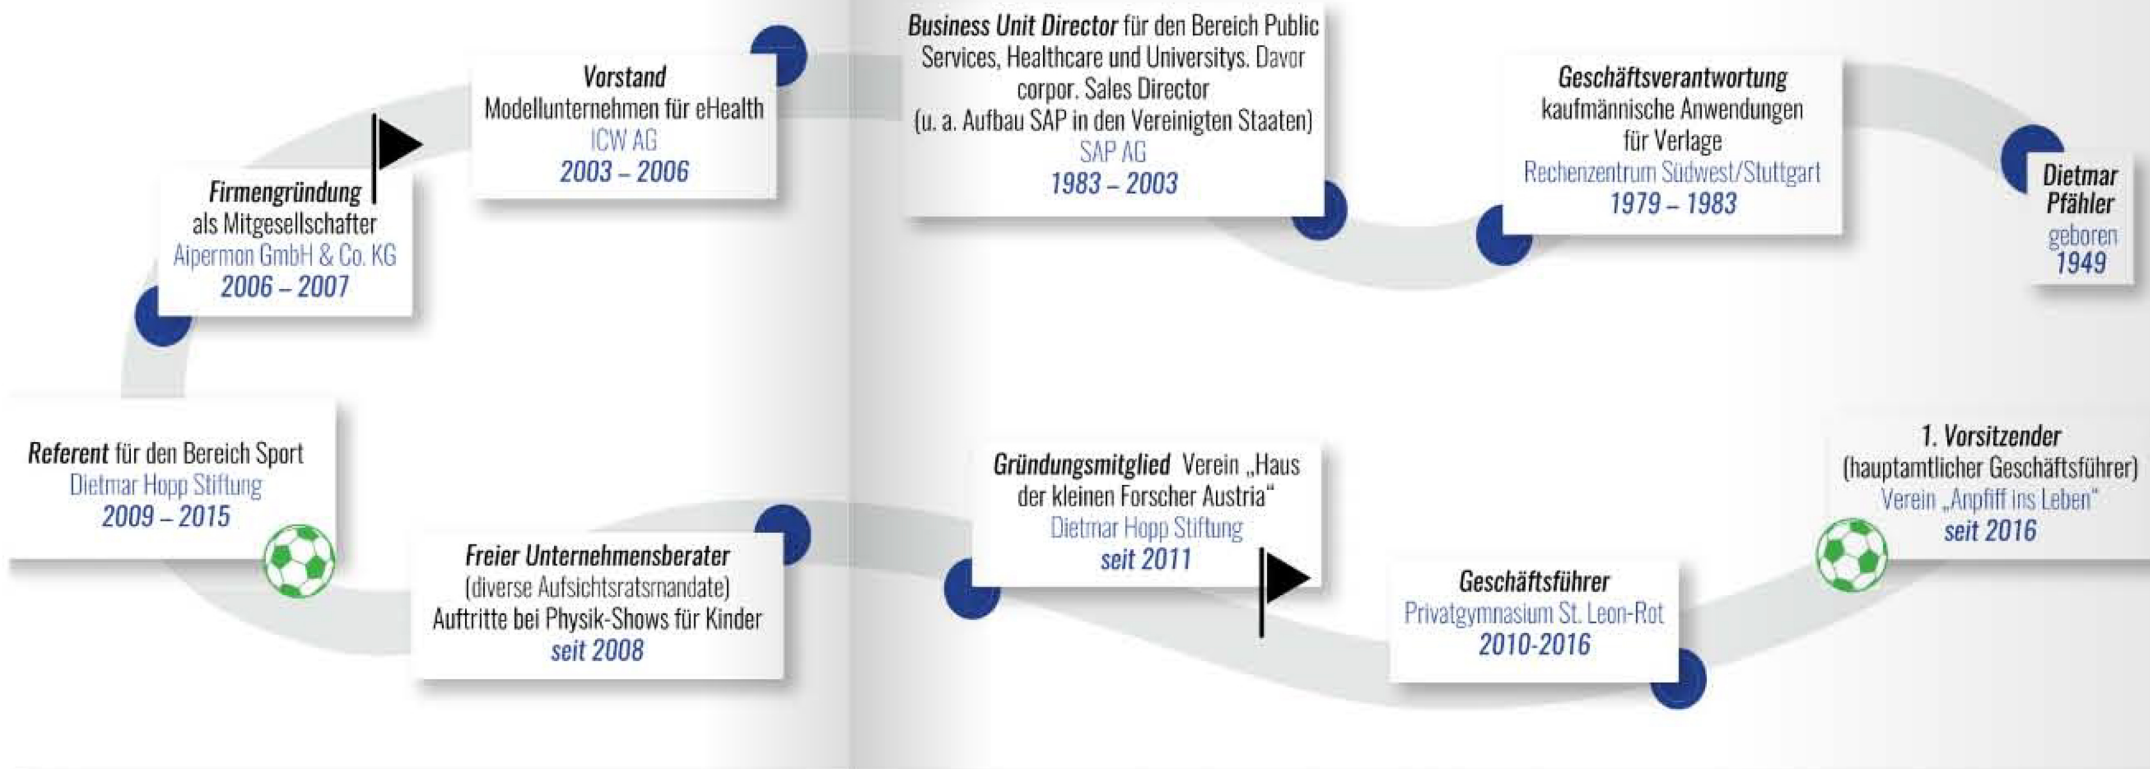 Business Unit Director für den Bereich Public
Services, Healthcare und Universitys. Davor
corpor. Sales Director
(u. a. Aufbau SAP in den Vereinigten Staaten)
SAP AG
1983 – 2003
Vorstand
Modellunternehmen für eHealth
ICW AG
2003 – 2006
Geschäftsverantwortung
kaufmännische Anwendungen
für Verlage
Rechenzentrum Südwest/Stuttgart
1979 – 1983
Dietmar
Pfähler
geboren
1949
Firmengründung
als Mitgesellschafter
Aipermon GmbH & Co. KG
2006 – 2007
Referent für den Bereich Sport
Dietmar Hopp Stiftung
2009 – 2015
Freier Unternehmensberater
(diverse Aufsichtsratsmandate)
Auftritte bei Physik-Shows für Kinder
seit 2008
Gründungsmitglied Verein „Haus
der kleinen Forscher Austria“
Dietmar Hopp Stiftung
seit 2011
Geschäftsführer
Privatgymnasium St. Leon-Rot
2010-2016
1. Vorsitzender
(hauptamtlicher Geschäftsführer)
Verein „Anpfiff ins Leben“
seit 2016